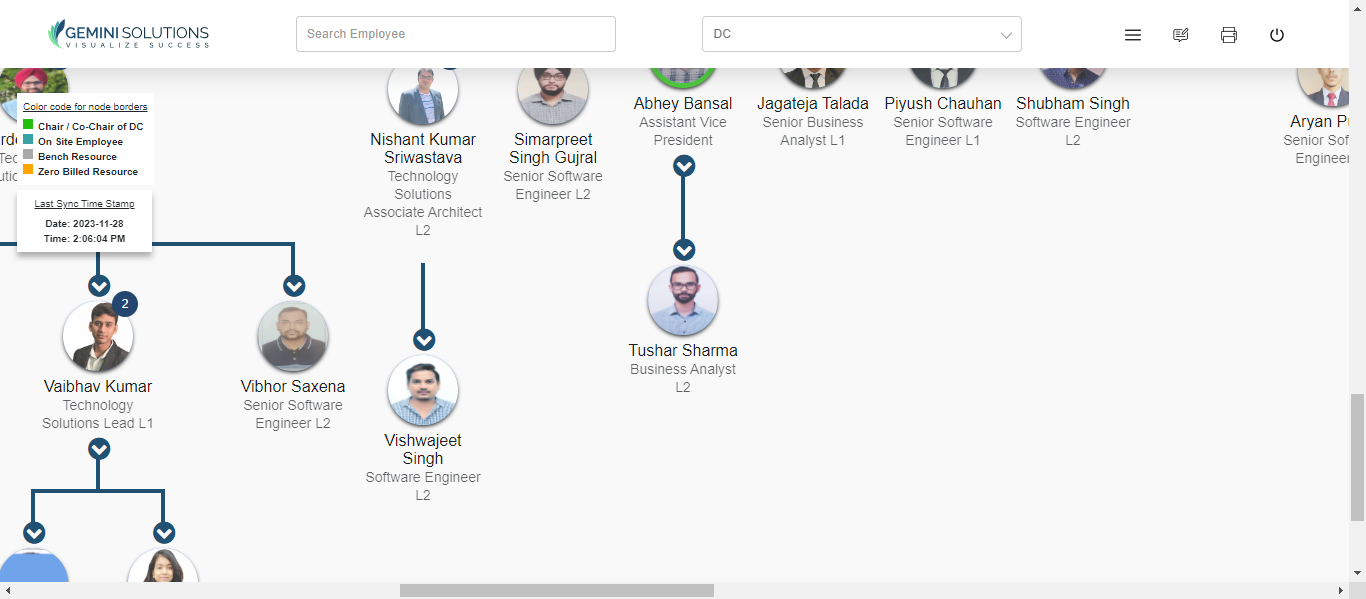 GEMINI SOLUTIONS
VISUALIZE SUCCESS
Search Employee
DC
Color code for node borders
Chair / Co-Chair of DC
On Site Employee
Bench Resource
Zero Billed Resource
Last Sync Time Stamp
Date: 2023-11-28
Time: 2:06:04 PM
Nishant Kumar
Sriwastava
Technology
Solutions
Associate Architect
L2
Simarpreet
Singh Gujral
Senior Software
Engineer L2
Abhey Bansal
Assistant Vice
President
Jagateja Talada
Senior Business
Analyst L1
Piyush Chauhan
Senior Software
Engineer L1
Shubham Singh
Software Engineer
L2
Aryan
Senior
Engineer
2
Vaibhav Kumar
Technology
Solutions Lead L1
Vibhor Saxena
Senior Software
Engineer L2
Vishwajeet
Singh
Software Engineer
L2
Tushar Sharma
Business Analyst
L2